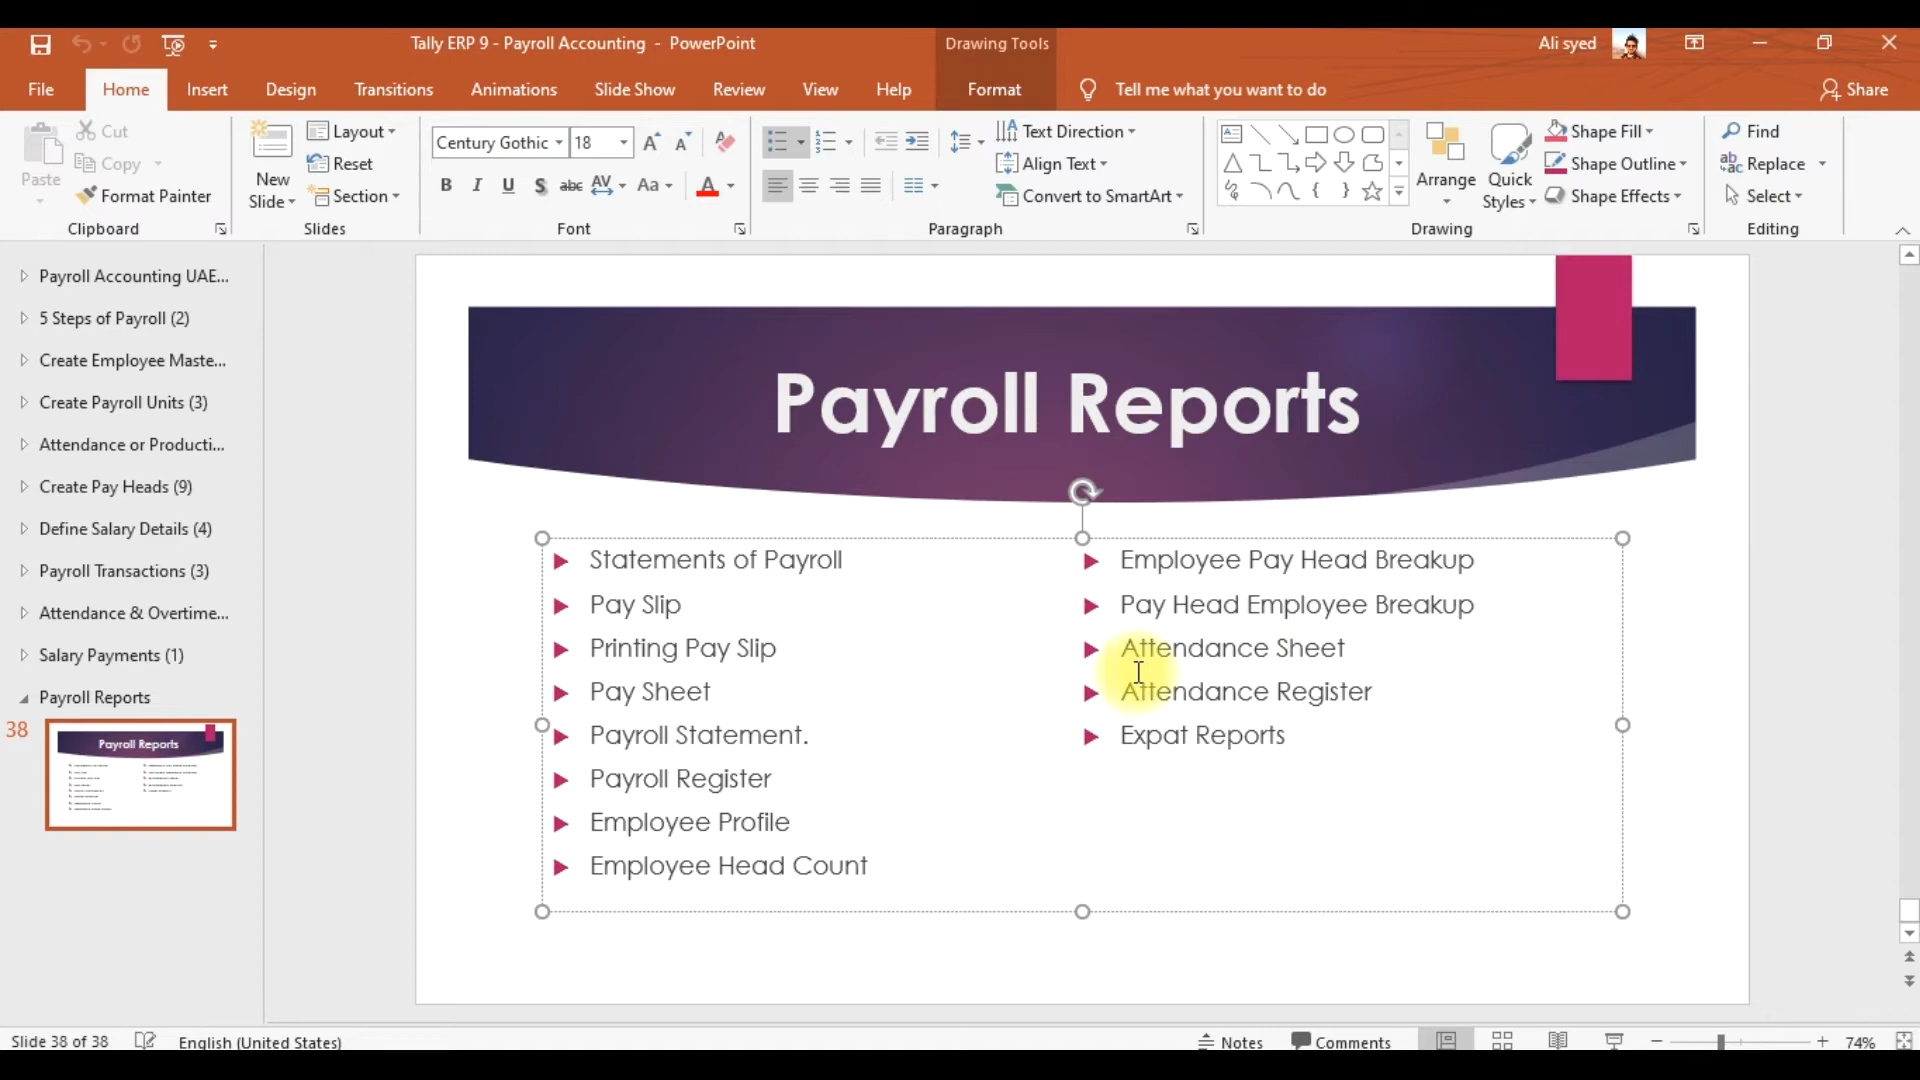 Tally ERP 9 - Payroll Accounting - PowerPoint
Drawing Tools
Ali syed
File
Home
Insert
Design
Transitions
Animations
Slide Show
Review
View
Help
Format
Tell me what you want to do
Share
Paste
Cut
Copy
Format Painter
Clipboard
New Slide
Layout
Reset
Section
Slides
Century Gothic
18
Font
Text Direction
Align Text
Convert to SmartArt
Paragraph
Arrange
Quick Styles
Shape Fill
Shape Outline
Shape Effects
Drawing
Find
Replace
Select
Editing
Payroll Accounting UAE...
5 Steps of Payroll (2)
Create Employee Maste...
Create Payroll Units (3)
Attendance or Producti...
Create Pay Heads (9)
Define Salary Details (4)
Payroll Transactions (3)
Attendance & Overtime...
Salary Payments (1)
Payroll Reports
38
Payroll Reports
Payroll Reports
Statements of Payroll
Pay Slip
Printing Pay Slip
Pay Sheet
Payroll Statement.
Payroll Register
Employee Profile
Employee Head Count
Employee Pay Head Breakup
Pay Head Employee Breakup
Attendance Sheet
Attendance Register
Expat Reports
Slide 38 of 38
English (United States)
Notes
Comments
74%